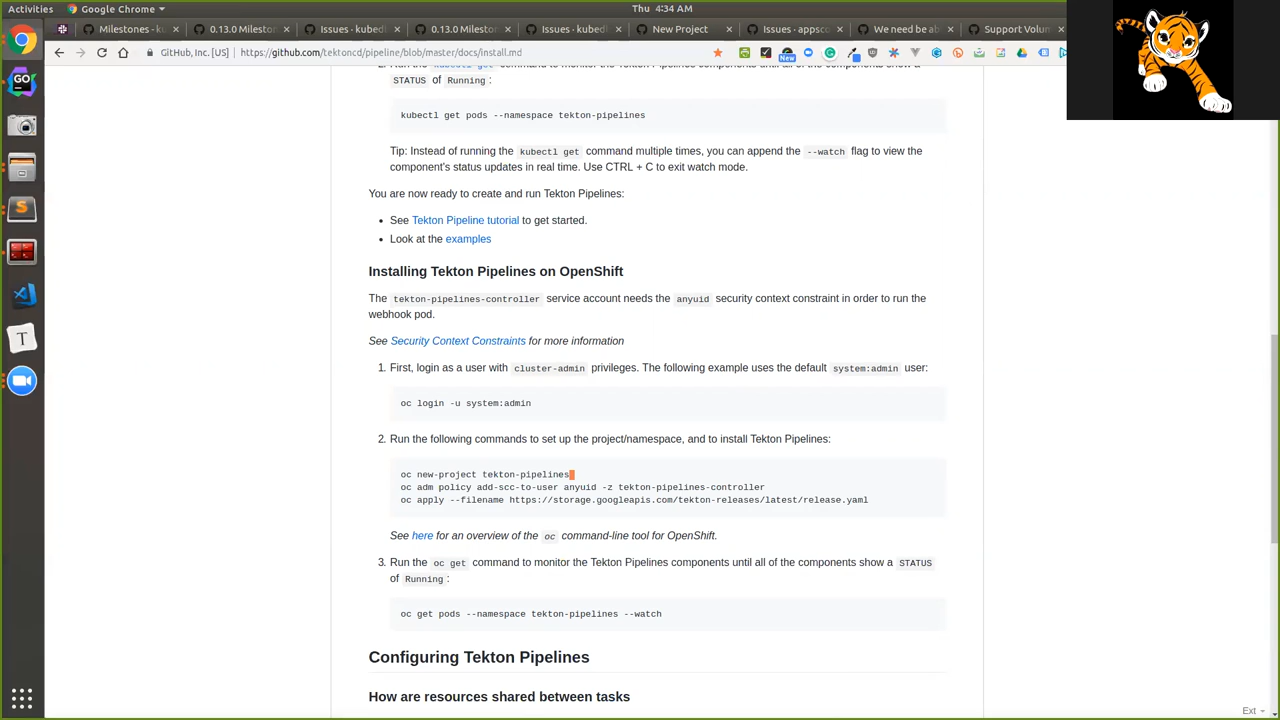 Activities
Google Chrome
Thu 4:34 AM
Milestones - ku
0.13.0 Mileston
Issues - kubedb
0.13.0 Mileston
Issues - kubedb
New Project
Issues - appsco
We need be ab
Support Volum
GitHub, Inc. [US]
https://github.com/tektoncd/pipeline/blob/master/docs/install.md
New
STATUS of Running :
kubectl get pods --namespace tekton-pipelines
Tip: Instead of running the kubectl get command multiple times, you can append the --watch flag to view the
component's status updates in real time. Use CTRL + C to exit watch mode.
You are now ready to create and run Tekton Pipelines:
• See Tekton Pipeline tutorial to get started.
• Look at the examples
Installing Tekton Pipelines on OpenShift
The tekton-pipelines-controller service account needs the anyuid security context constraint in order to run the
webhook pod.
See Security Context Constraints for more information
1. First, login as a user with cluster-admin privileges. The following example uses the default system:admin user:
oc login -u system:admin
2. Run the following commands to set up the project/namespace, and to install Tekton Pipelines:
oc new-project tekton-pipelines
oc adm policy add-scc-to-user anyuid -z tekton-pipelines-controller
oc apply --filename https://storage.googleapis.com/tekton-releases/latest/release.yaml
See here for an overview of the oc command-line tool for OpenShift.
3. Run the oc get command to monitor the Tekton Pipelines components until all of the components show a STATUS
of Running :
oc get pods --namespace tekton-pipelines --watch
Configuring Tekton Pipelines
How are resources shared between tasks
Ext